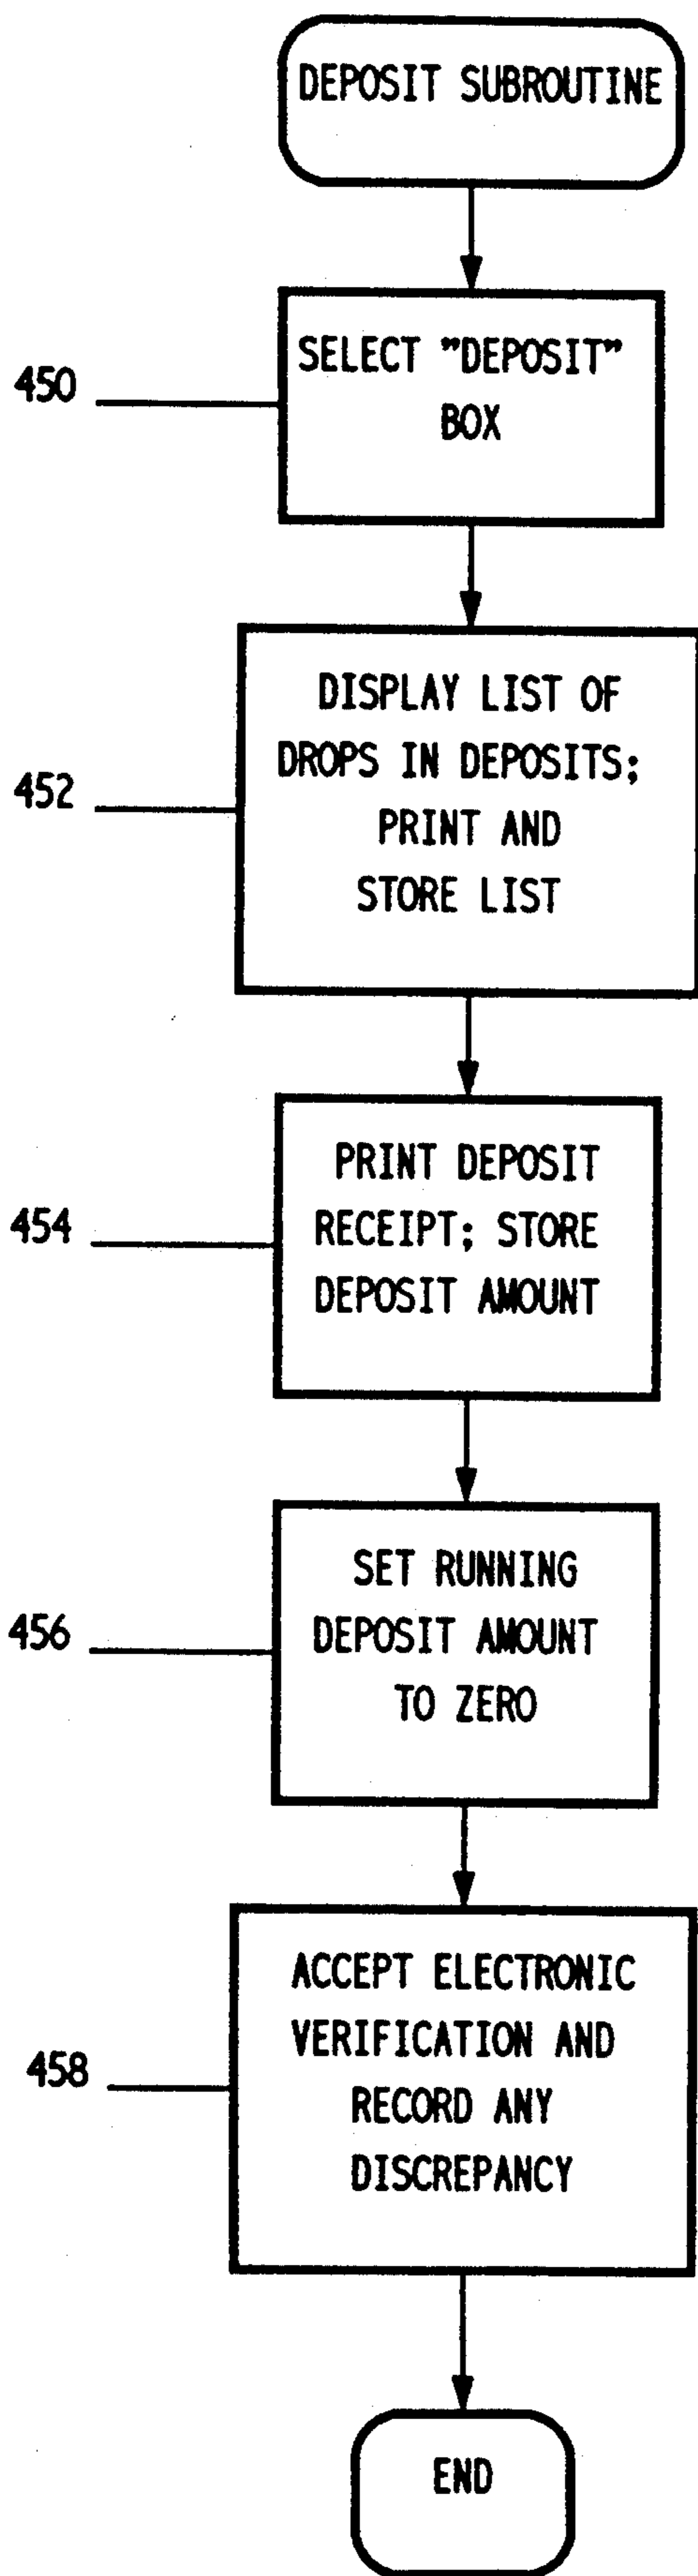 DEPOSIT SUBROUTINE
450
SELECT "DEPOSIT"
BOX
452
DISPLAY LIST OF
DROPS IN DEPOSITS;
PRINT AND
STORE LIST
454
PRINT DEPOSIT
RECEIPT; STORE
DEPOSIT AMOUNT
456
SET RUNNING
DEPOSIT AMOUNT
TO ZERO
458
ACCEPT ELECTRONIC
VERIFICATION AND
RECORD ANY
DISCREPANCY
END